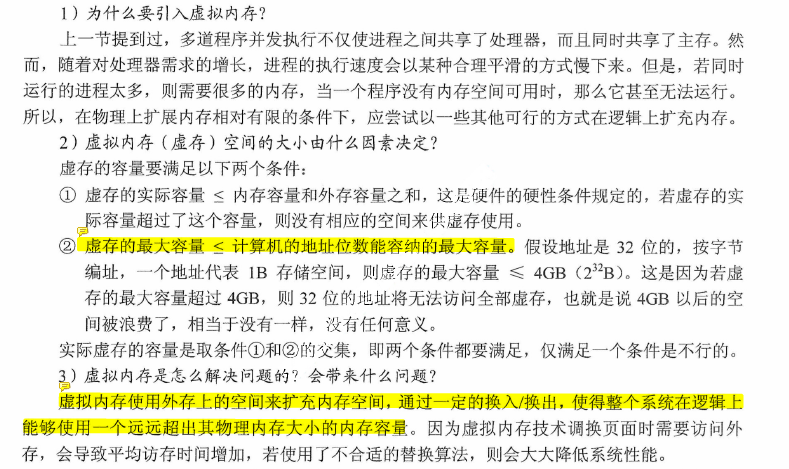 1）为什么要引入虚拟内存？
上一节提到过，多道程序并发执行不仅使进程之间共享了处理器，而且同时共享了主存。然
而，随着对处理器需求的增长，进程的执行速度会以某种合理平滑的方式慢下来。但是，若同时
运行的进程太多，则需要很多的内存，当一个程序没有内存空间可用时，那么它甚至无法运行。
所以，在物理上扩展内存相对有限的条件下，应尝试以一些其他可行的方式在逻辑上扩充内存。
2）虚拟内存（虚存）空间的大小由什么因素决定？
虚存的容量要满足以下两个条件：
① 虚存的实际容量 ≤ 内存容量和外存容量之和，这是硬件的硬性条件规定的，若虚存的实
际容量超过了这个容量，则没有相应的空间来供虚存使用。
② 虚存的最大容量 ≤ 计算机的地址位数能容纳的最大容量。假设地址是 32 位的，按字节
编址，一个地址代表 1B 存储空间，则虚存的最大容量 ≤ 4GB（2³²B）。这是因为若虚
存的最大容量超过 4GB，则 32 位的地址将无法访问全部虚存，也就是说 4GB 以后的空
间被浪费了，相当于没有一样，没有任何意义。
实际虚存的容量是取条件①和②的交集，即两个条件都要满足，仅满足一个条件是不行的。
3）虚拟内存是怎么解决问题的？会带来什么问题？
虚拟内存使用外存上的空间来扩充内存空间，通过一定的换入/换出，使得整个系统在逻辑上
能够使用一个远远超出其物理内存大小的内存容量。因为虚拟内存技术调换页面时需要访问外
存，会导致平均访存时间增加，若使用了不合适的替换算法，则会大大降低系统性能。